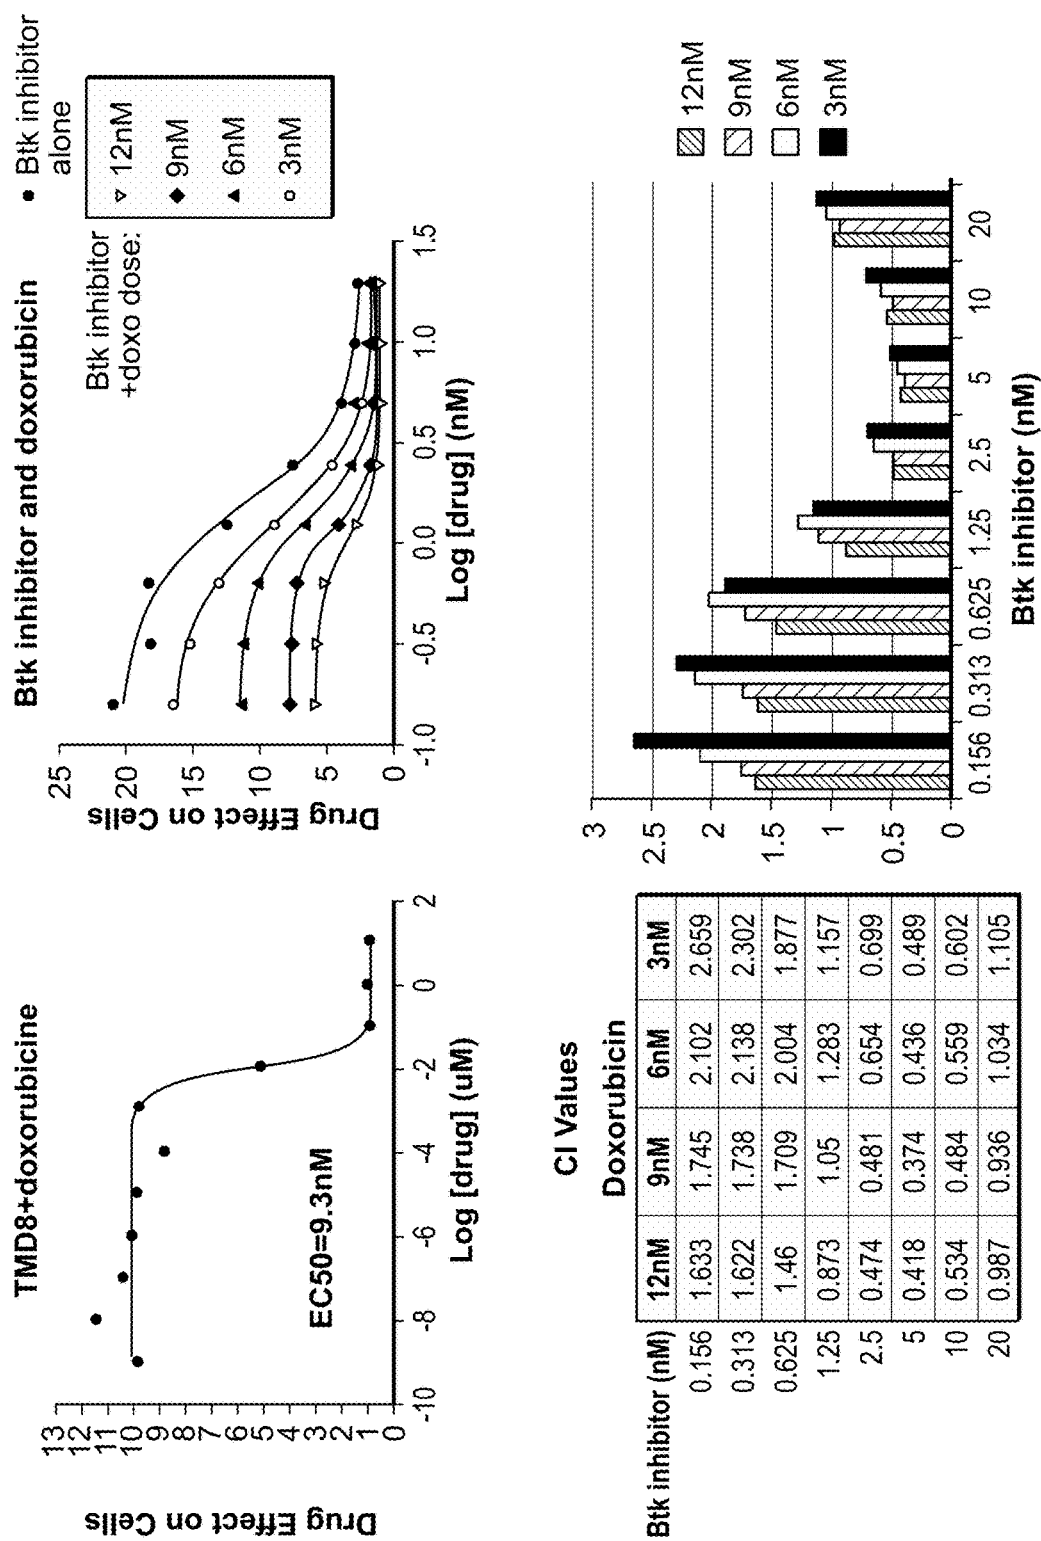 TMD8+doxorubicine
Drug Effect on Cells
13
12
11
10
9
8
7
6
5
4
3
2
1
0
EC50=9.3nM
-10 -8 -6 -4 -2 0 2
Log [drug] (uM)
Btk inhibitor and doxorubicin
Drug Effect on Cells
25
20
15
10
5
0
-1.0 -0.5 0.0 0.5 1.0 1.5
Log [drug] (nM)
Btk inhibitor
alone
Btk inhibitor
+doxo dose:
12nM
9nM
6nM
3nM
CI Values
Doxorubicin
Btk inhibitor (nM) 12nM 9nM 6nM 3nM
0.156 1.633 1.745 2.102 2.659
0.313 1.622 1.738 2.138 2.302
0.625 1.46 1.709 2.004 1.877
1.25 0.873 1.05 1.283 1.157
2.5 0.474 0.481 0.654 0.699
5 0.418 0.374 0.436 0.489
10 0.534 0.484 0.559 0.602
20 0.987 0.936 1.034 1.105
3
2.5
2
1.5
1
0.5
0
0.156 0.313 0.625 1.25 2.5 5 10 20
Btk inhibitor (nM)
12nM
9nM
6nM
3nM